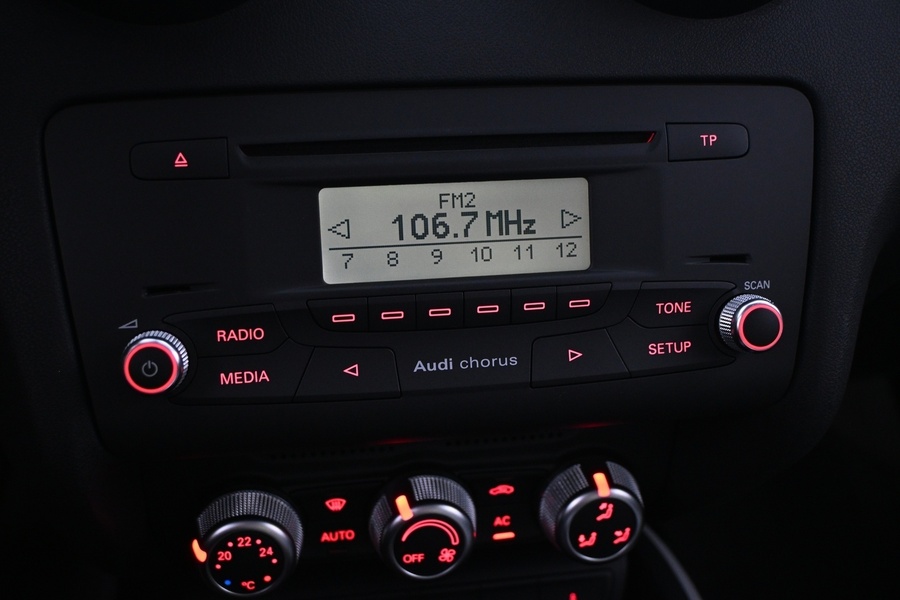 TP
FM2
106.7 MHz
7 8 9 10 11 12
SCAN
RADIO
TONE
MEDIA
Audi chorus
SETUP
AUTO
AC
20 22 24
°C
OFF